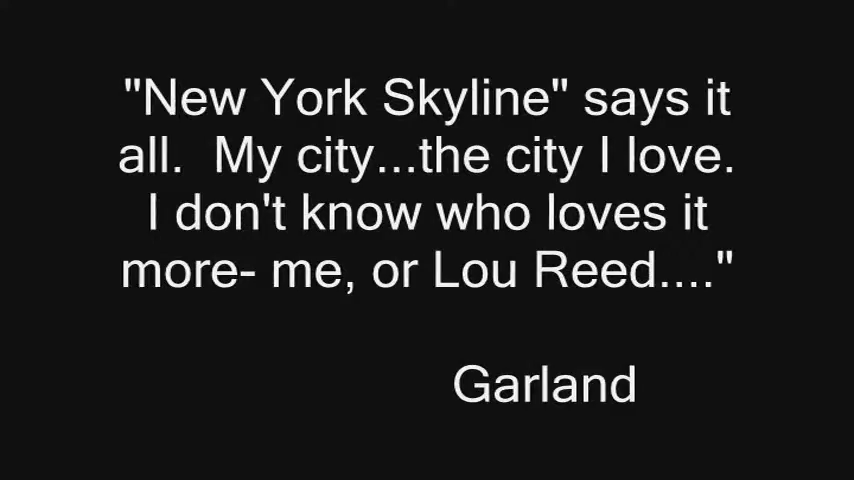 "New York Skyline" says it
all.  My city...the city I love.
I don't know who loves it
more- me, or Lou Reed...."
Garland